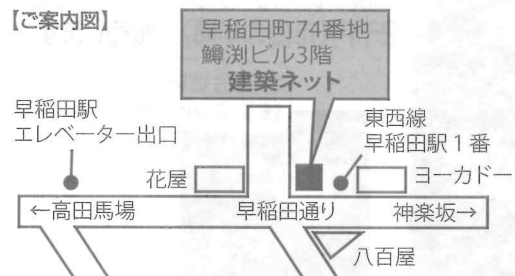 【ご案内図】
早稲田町74番地
鱒渕ビル3階
建築ネット
早稲田駅
エレベーター出口
東西線
早稲田駅1番
花屋
ヨーカドー
←高田馬場
早稲田通り
神楽坂→
八百屋